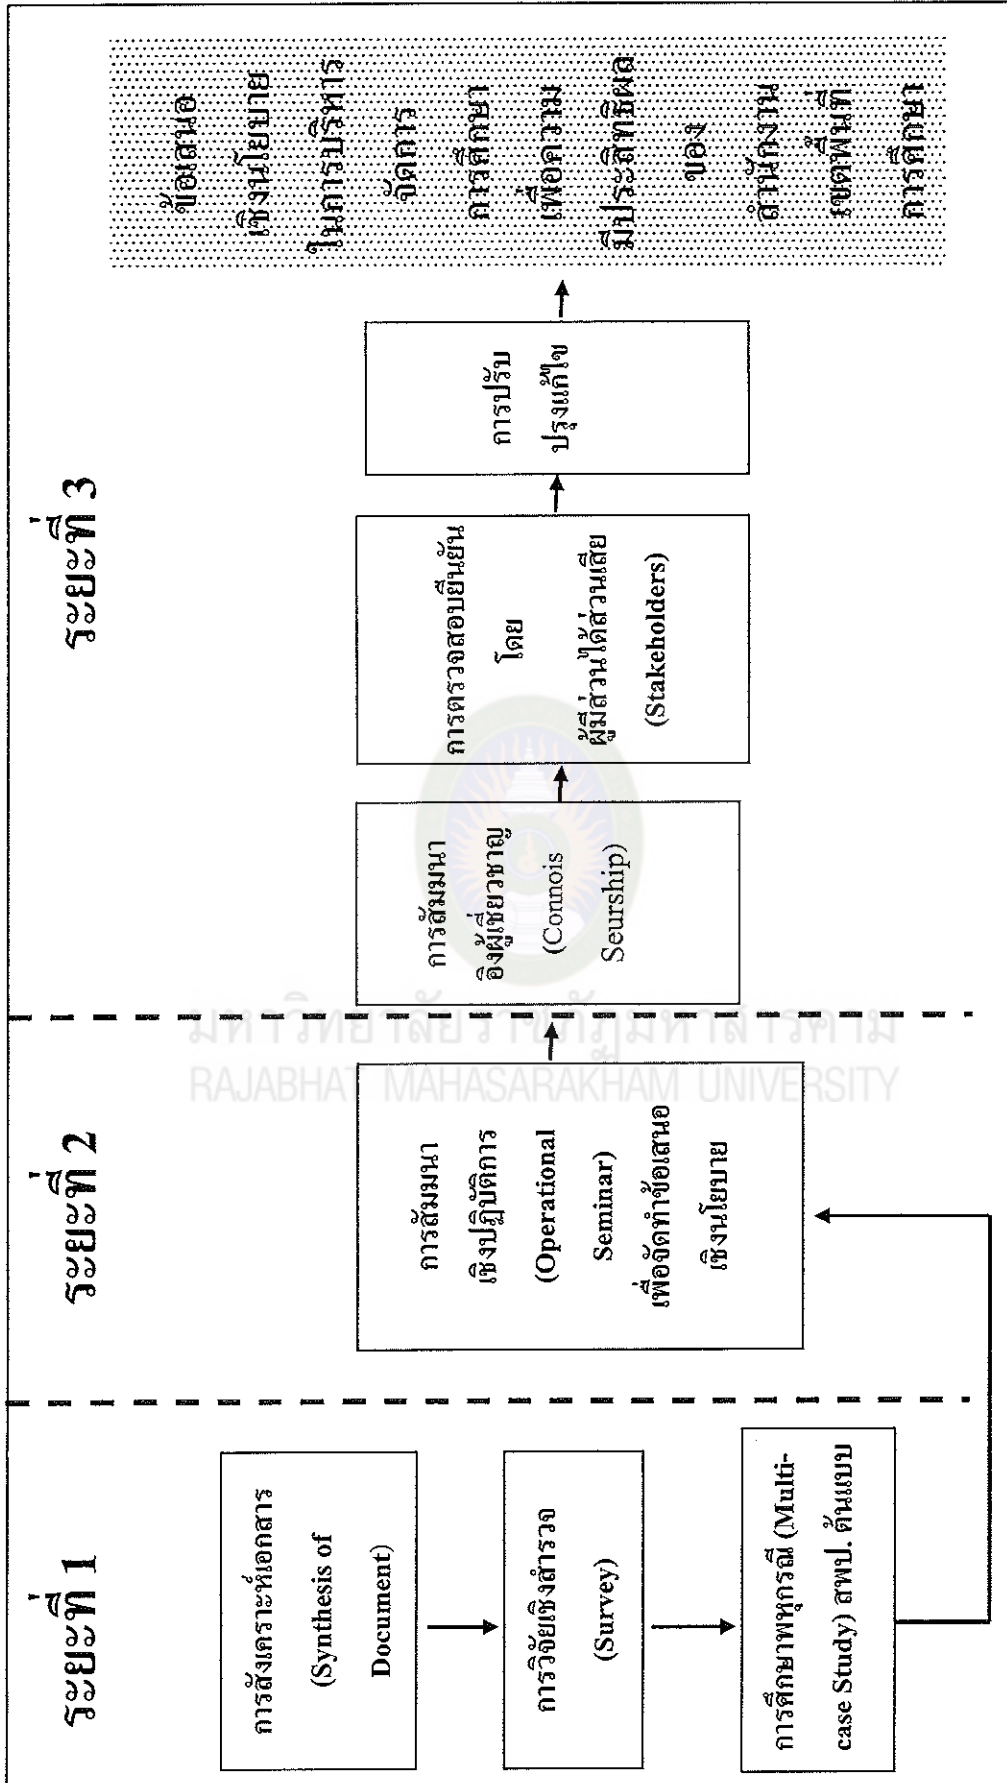 ระยะที่ 1
การสังเคราะห์เอกสาร
(Synthesis of
Document)
การวิจัยเชิงสำรวจ
(Survey)
การศึกษาพหุกรณี (Multi-
case Study) สพป. ต้นแบบ
ระยะที่ 2
การสัมมนา
เชิงปฏิบัติการ
(Operational
Seminar)
เพื่อจัดทำข้อเสนอ
เชิงนโยบาย
ระยะที่ 3
การสัมมนา
อิงผู้เชี่ยวชาญ
(Connois
Seurship)
การตรวจสอบยืนยัน
โดย
ผู้มีส่วนได้ส่วนเสีย
(Stakeholders)
การปรับ
ปรุงแก้ไข
ข้อเสนอ
เชิงนโยบาย
ในการบริหาร
จัดการ
การศึกษา
เพื่อความ
มีประสิทธิผล
ของ
สำนักงาน
เขตพื้นที่
การศึกษา
มหาวิทยาลัยราชภัฏมหาสารคาม
RAJABHAT MAHASARAKHAM UNIVERSITY